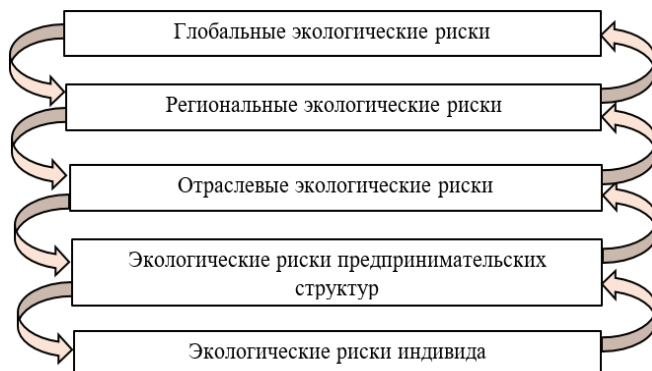 Глобальные экологические риски
Региональные экологические риски
Отраслевые экологические риски
Экологические риски предпринимательских
структур
Экологические риски индивида